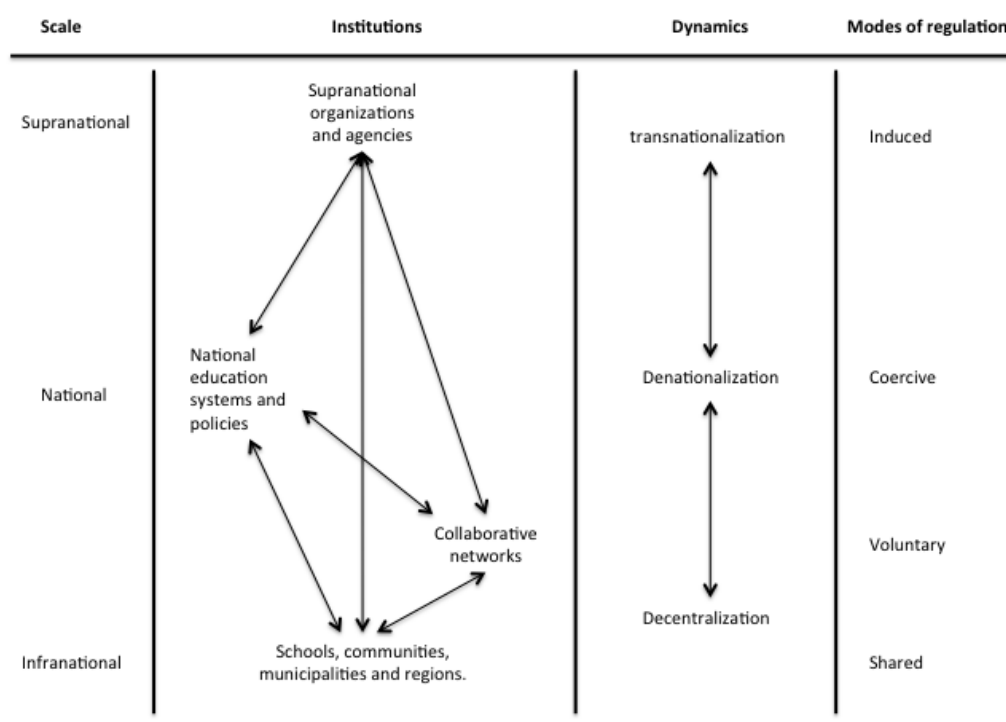 Scale
Institutions
Dynamics
Modes of regulation
Supranational
Supranational
organizations
and agencies
transnationalization
Induced
National
National
education
systems and
policies
Denationalization
Coercive
Collaborative
networks
Voluntary
Decentralization
Infranational
Schools, communities,
municipalities and regions.
Shared